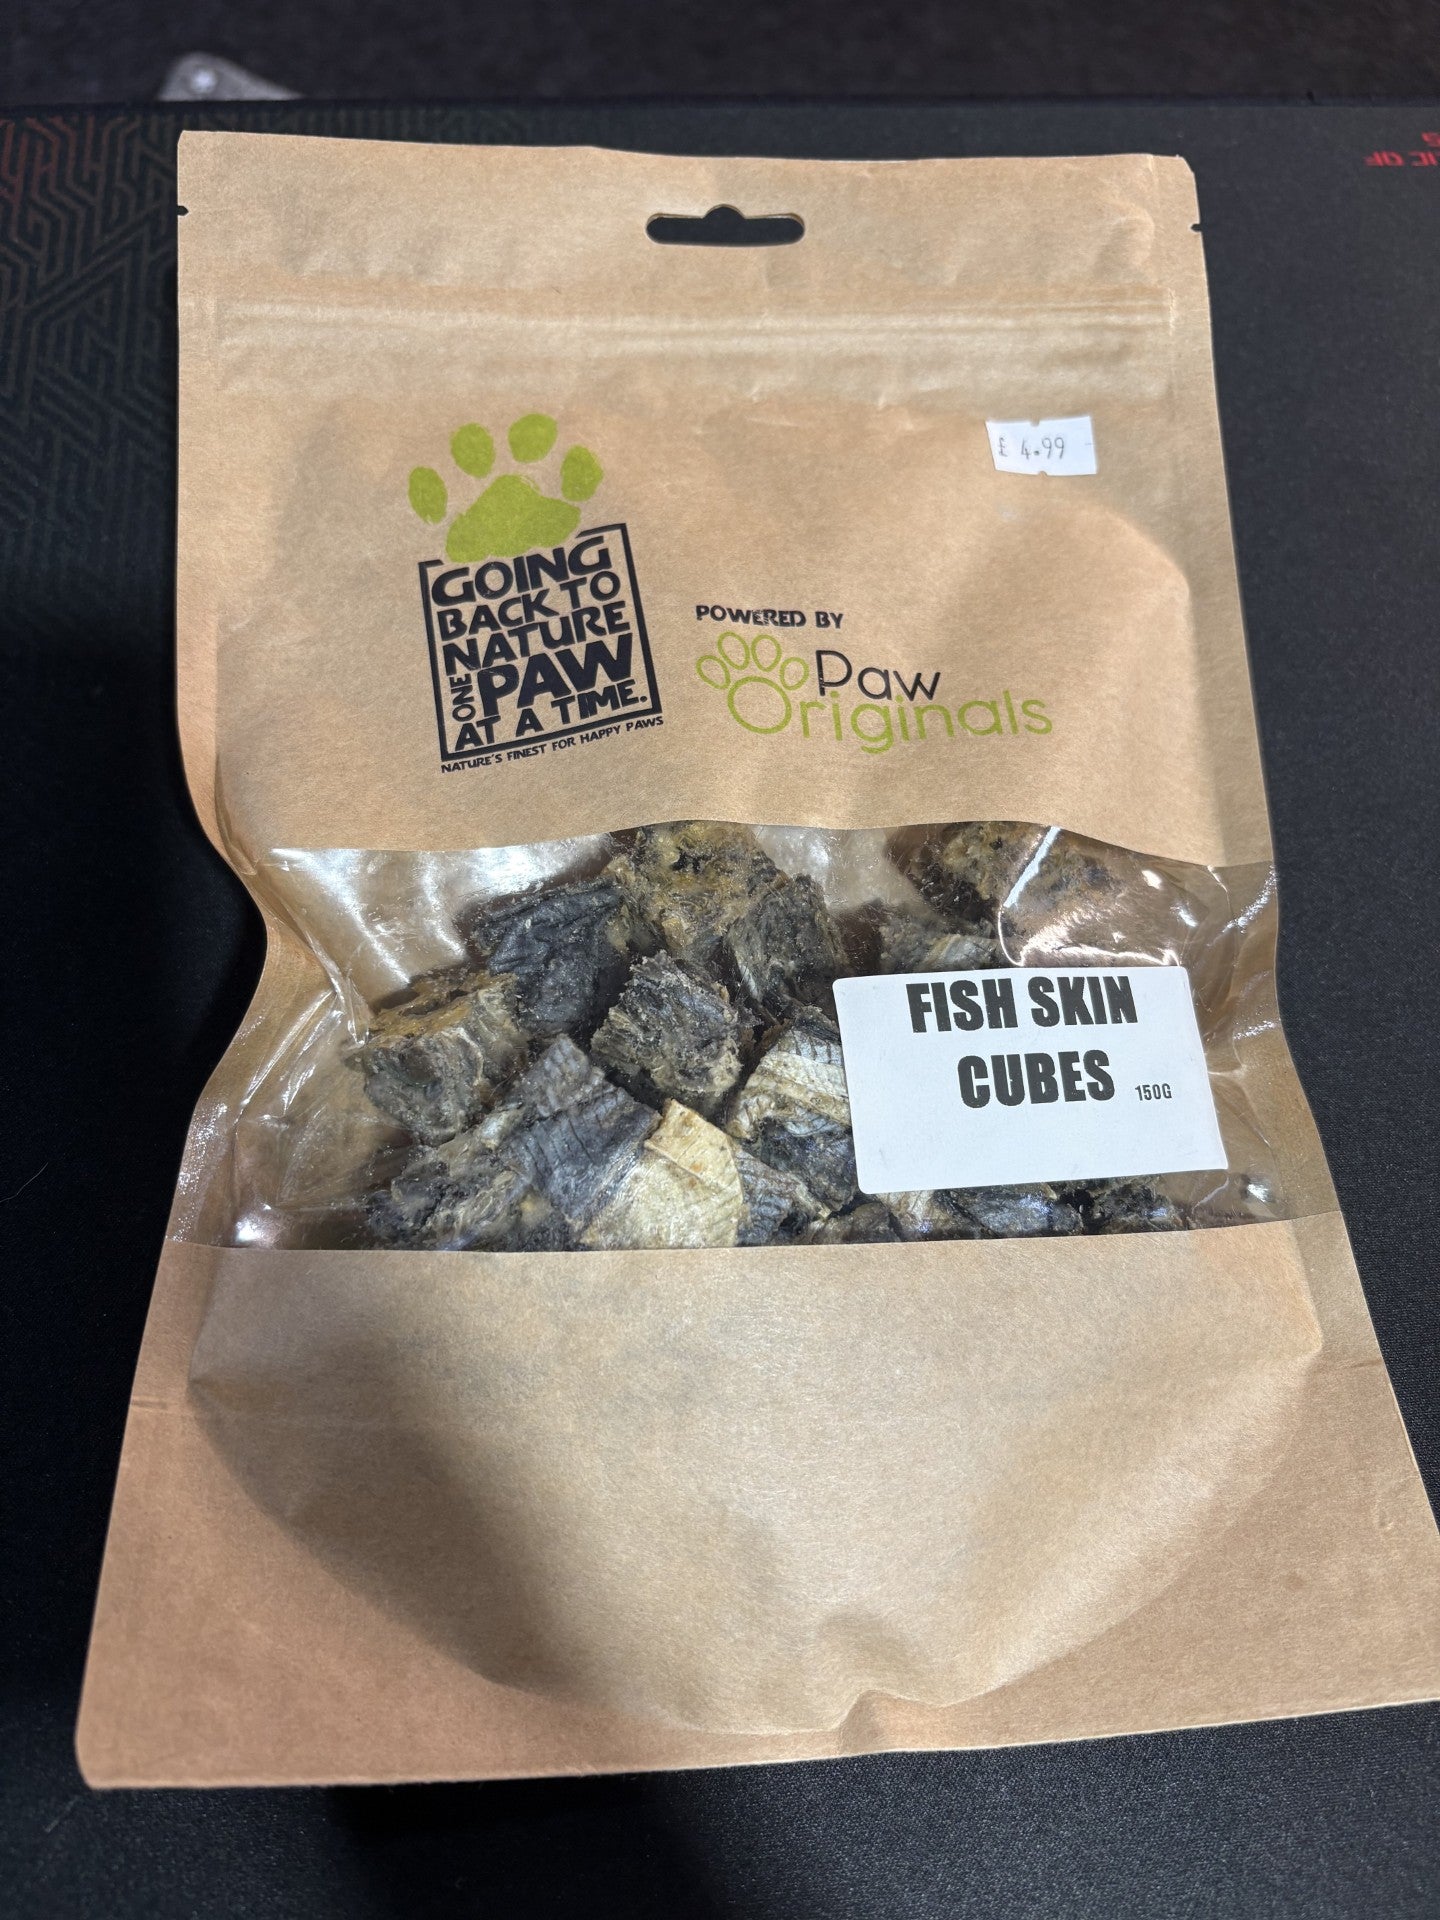 £ 4.99
GOING
BACK TO
NATURE
ONE PAW
AT A TIME.
NATURE'S FINEST FOR HAPPY PAWS
POWERED BY
Paw
Originals
FISH SKIN
CUBES 150G